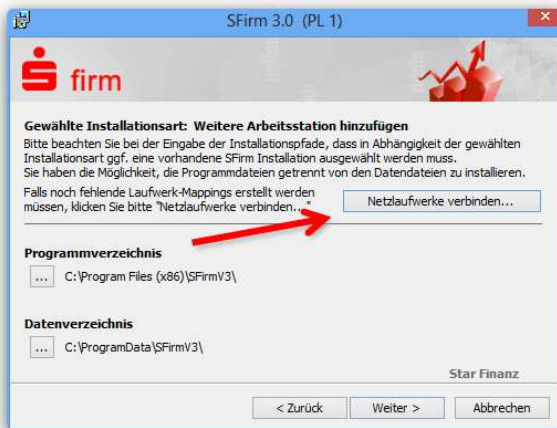 SFirm 3.0 (PL 1)
firm
Gewählte Installationsart: Weitere Arbeitsstation hinzufügen
Bitte beachten Sie bei der Eingabe der Installationspfade, dass in Abhängigkeit der gewählten
Installationsart ggf. eine vorhandene SFirm Installation ausgewählt werden muss.
Sie haben die Möglichkeit, die Programmdateien getrennt von den Datendateien zu installieren.
Falls noch fehlende Laufwerk-Mappings erstellt werden
müssen, klicken Sie bitte "Netzlaufwerke verbinden..."
Netzlaufwerke verbinden...
Programmverzeichnis
... C:\Program Files (x86)\SFirmV3\
Datenverzeichnis
... C:\ProgramData\SFirmV3\
Star Finanz
< Zurück Weiter > Abbrechen